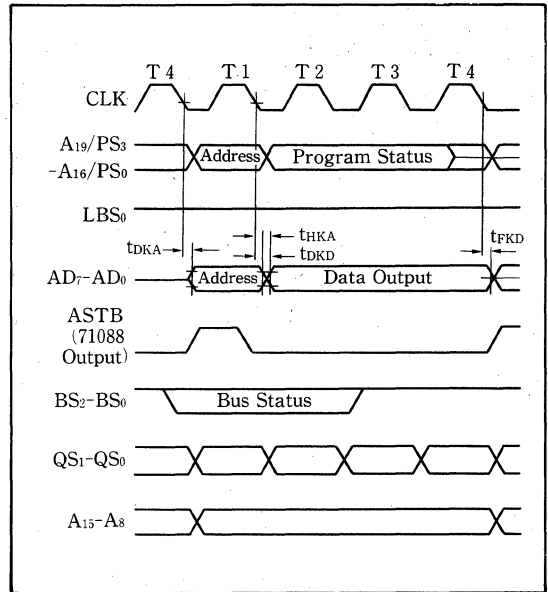 T 4 T 1 T 2 T 3 T 4
CLK
A19/PS3
-A16/PS0
Address
Program Status
LBS0
tHKA
tDKA
tDKD
tFKD
AD7-AD0
Address
Data Output
ASTB
(71088
Output)
BS2-BS0
Bus Status
QS1-QS0
A15-A8